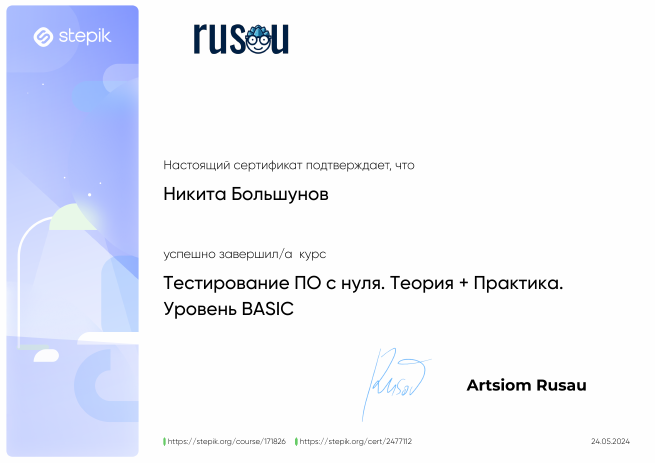 stepik
rusau
Настоящий сертификат подтверждает, что
Никита Большунов
успешно завершил/а курс
Тестирование ПО с нуля. Теория + Практика.
Уровень BASIC
Rusau
Artsiom Rusau
https://stepik.org/course/171826 https://stepik.org/cert/2477112 24.05.2024